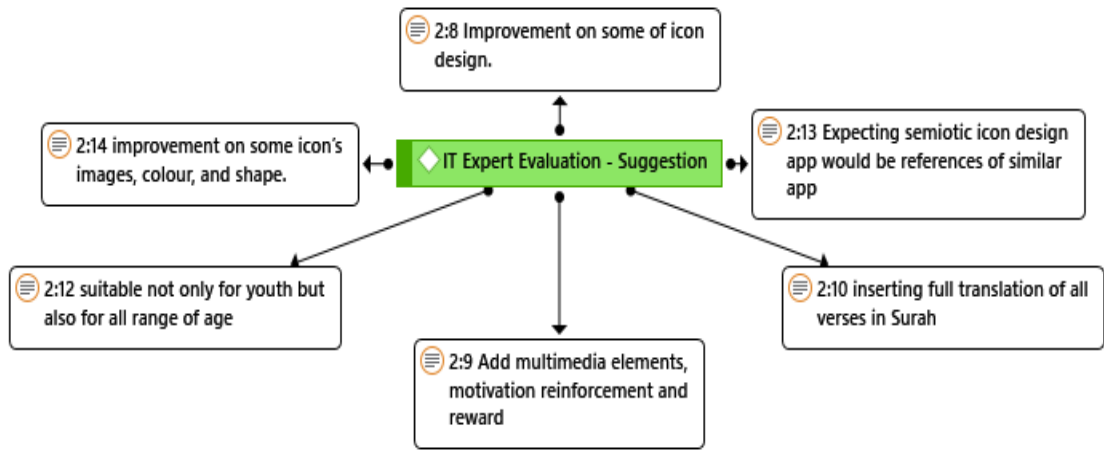 2:8 Improvement on some of icon
design.
2:14 improvement on some icon's
images, colour, and shape.
IT Expert Evaluation - Suggestion
2:13 Expecting semiotic icon design
app would be references of similar
app
2:12 suitable not only for youth but
also for all range of age
2:9 Add multimedia elements,
motivation reinforcement and
reward
2:10 inserting full translation of all
verses in Surah